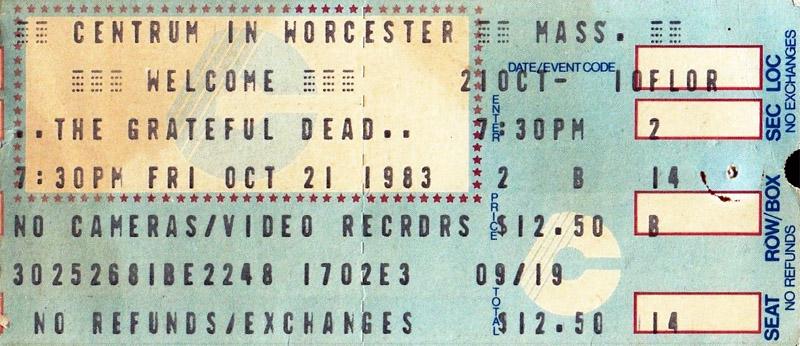 CENTRUM IN WORCESTER MASS.
WELCOME
DATE/EVENT CODE
21OCT- 10FLOR
..THE GRATEFUL DEAD.. 7:30PM 2
ENTER
7:30PM FRI OCT 21 1983 2 B 14
NO CAMERAS/VIDEO RECRDRS $12.50 B
PRICE
30252681BE2248 1702E3 09/19
NO REFUNDS/EXCHANGES $12.50 14
TOTAL
SEC LOC
ROW/BOX
SEAT
NO EXCHANGES
NO REFUNDS